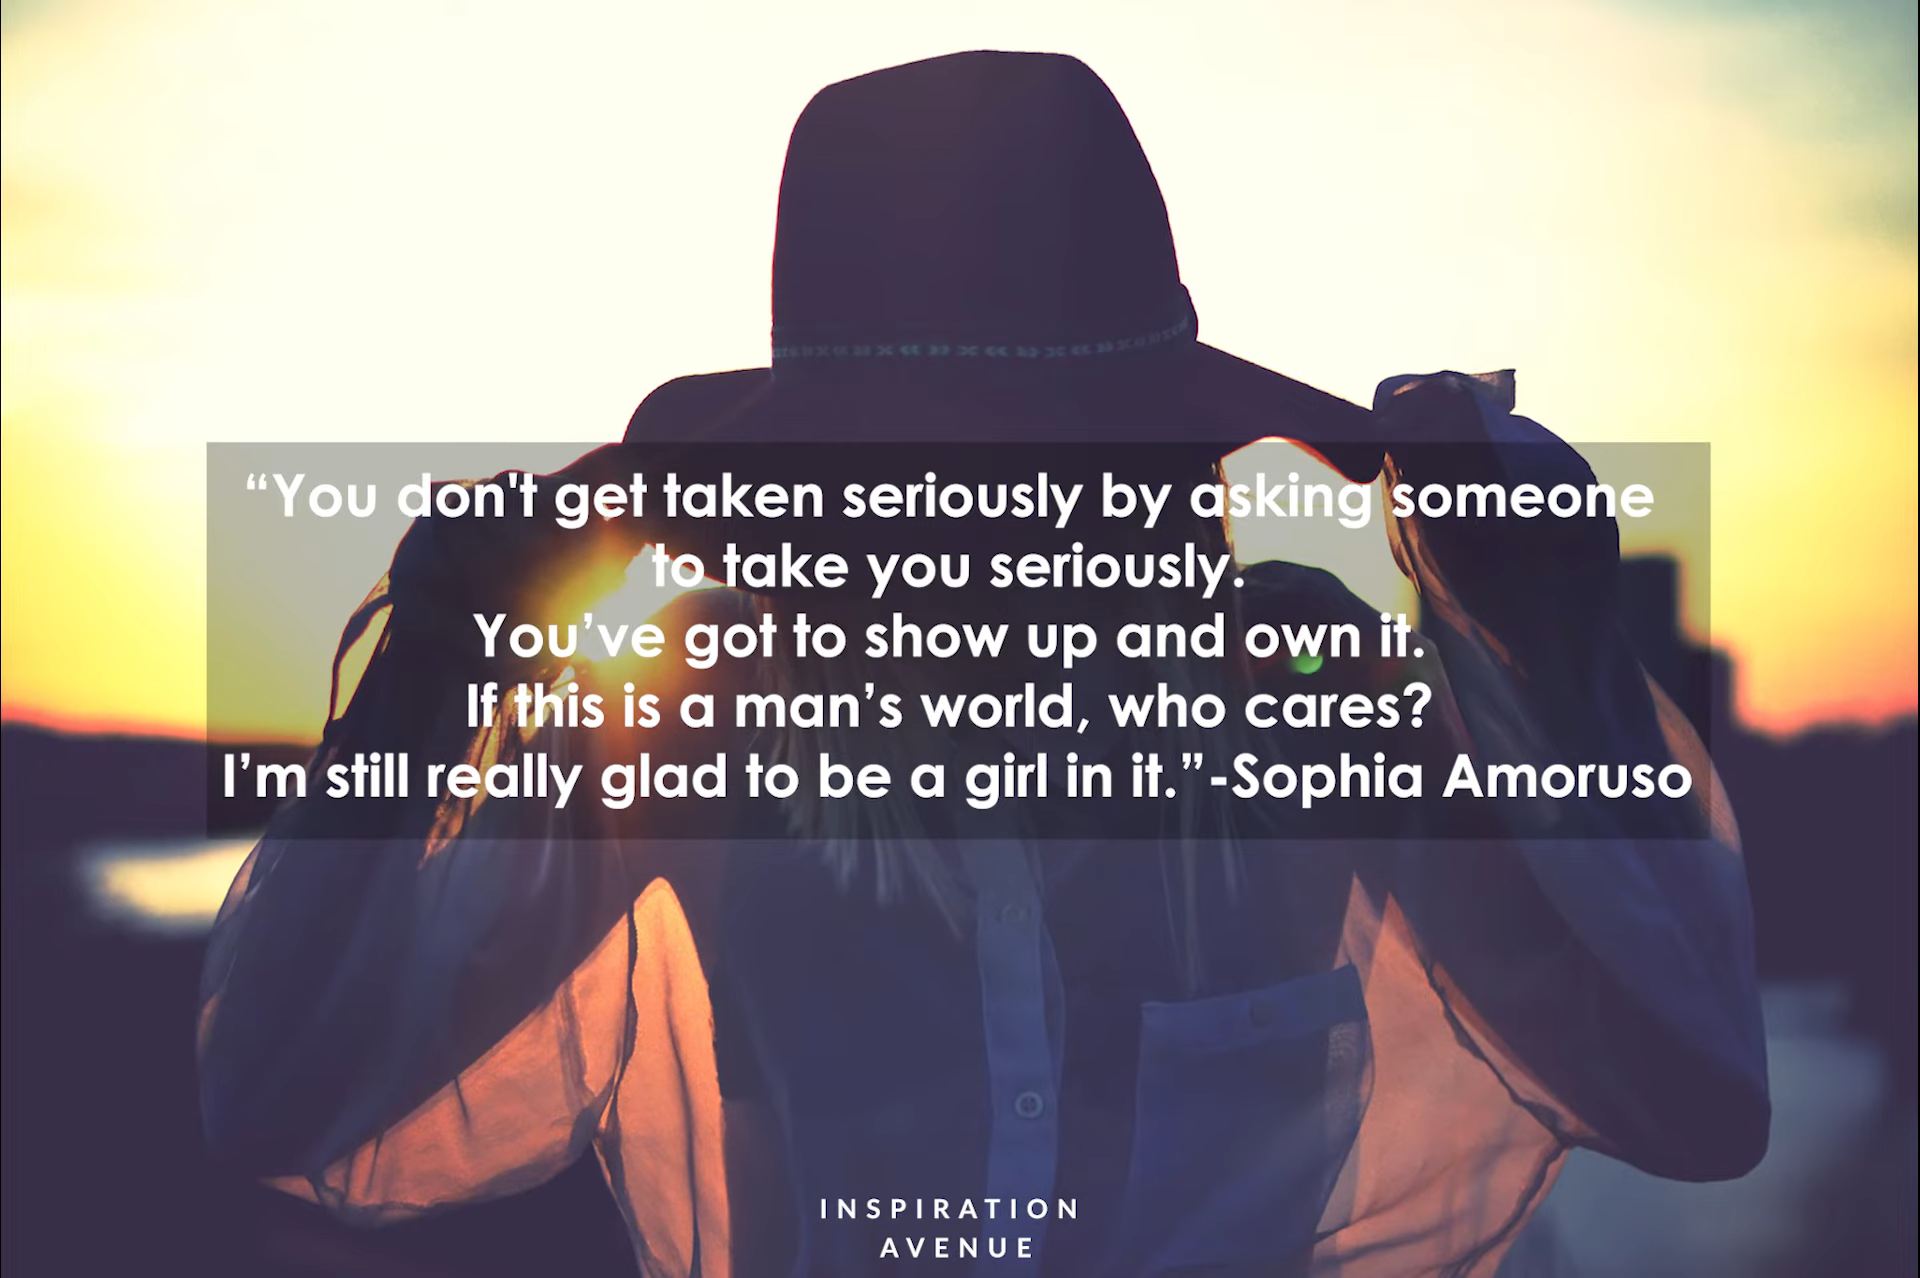 “You don't get taken seriously by asking someone
to take you seriously.
You’ve got to show up and own it.
If this is a man’s world, who cares?
I’m still really glad to be a girl in it.”-Sophia Amoruso
INSPIRATION
AVENUE